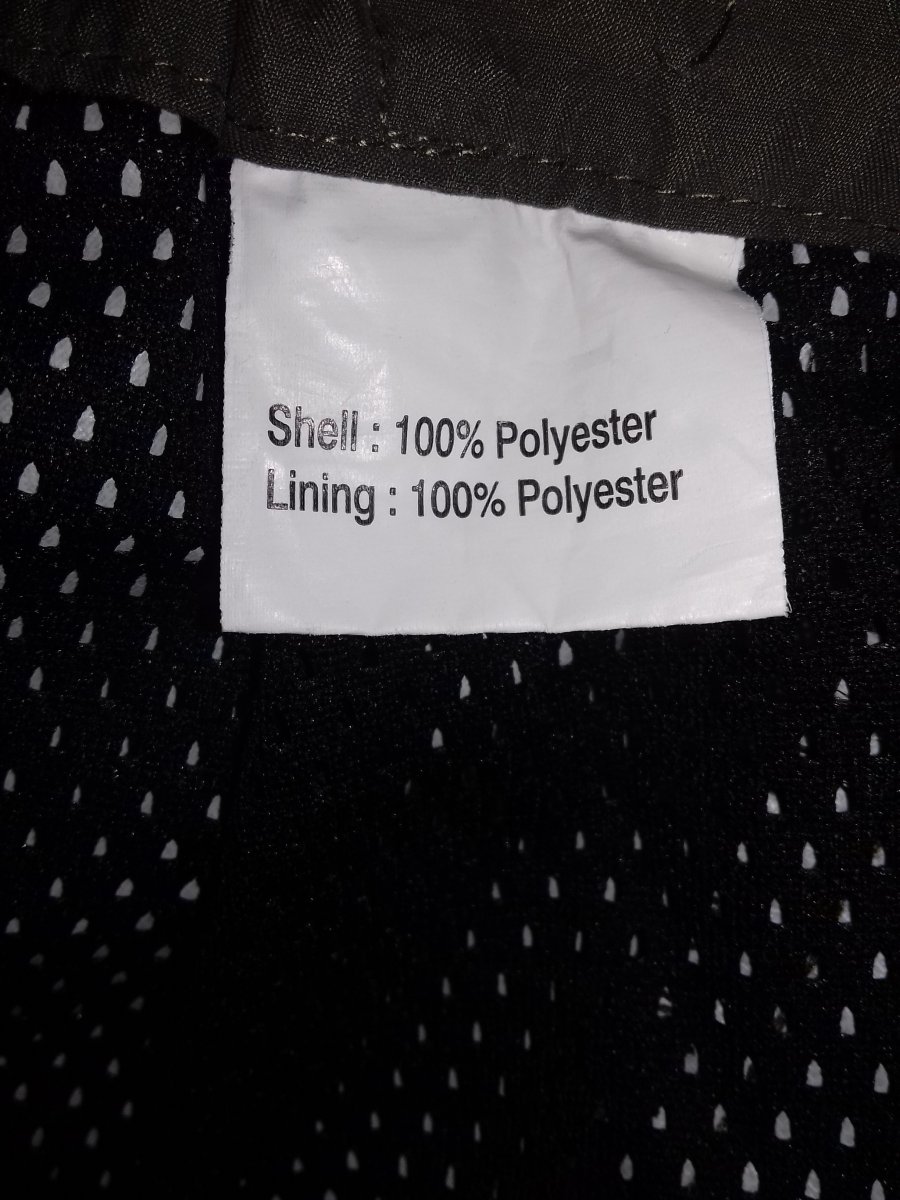 Shell : 100% Polyester
Lining : 100% Polyester